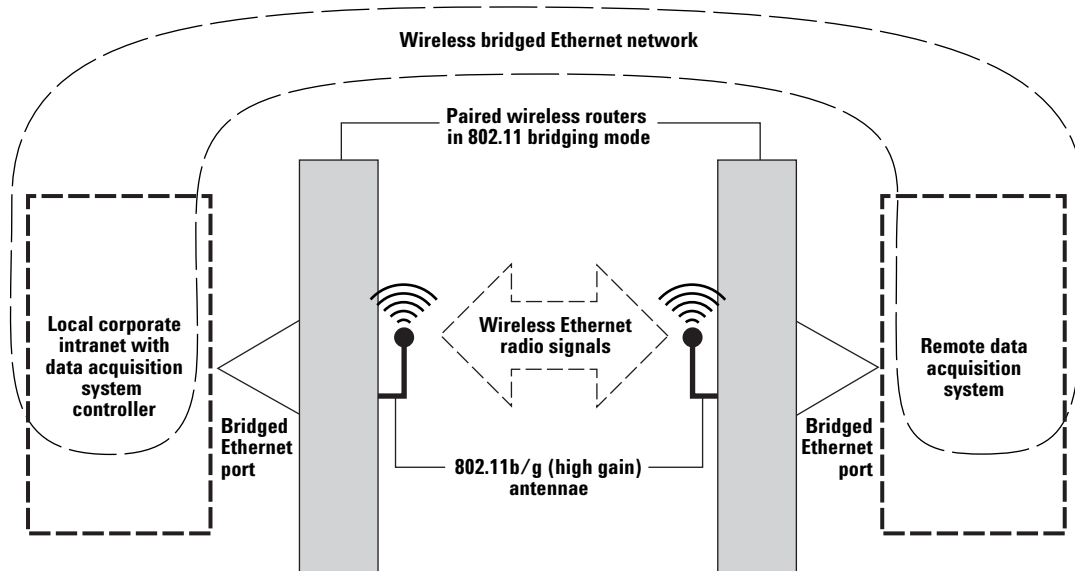 Wireless bridged Ethernet network
Paired wireless routers
in 802.11 bridging mode
Local corporate
intranet with
data acquisition
system
controller
Bridged
Ethernet
port
Wireless Ethernet
radio signals
802.11b/g (high gain)
antennae
Bridged
Ethernet
port
Remote data
acquisition
system